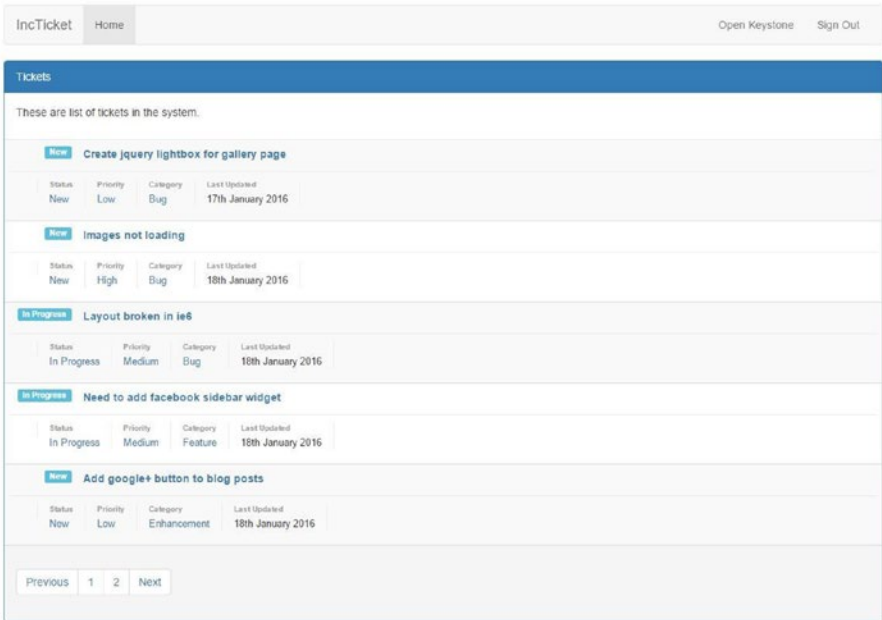 IncTicket Home Open Keystone Sign Out
Tickets
These are list of tickets in the system.
New Create jquery lightbox for gallery page
Status Priority Category Last Updated
New Low Bug 17th January 2016
New Images not loading
Status Priority Category Last Updated
New High Bug 18th January 2016
In Progress Layout broken in ie6
Status Priority Category Last Updated
In Progress Medium Bug 18th January 2016
In Progress Need to add facebook sidebar widget
Status Priority Category Last Updated
In Progress Medium Feature 18th January 2016
New Add google+ button to blog posts
Status Priority Category Last Updated
New Low Enhancement 18th January 2016
Previous 1 2 Next